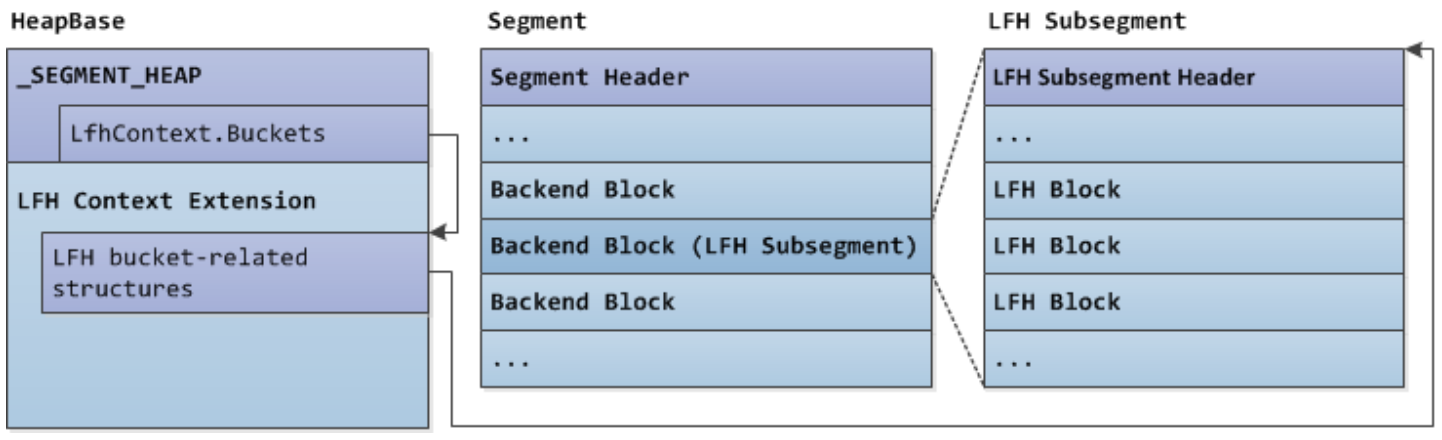 HeapBase
_SEGMENT_HEAP
LfhContext.Buckets
LFH Context Extension
LFH bucket-related
structures
Segment
Segment Header
...
Backend Block
Backend Block (LFH Subsegment)
Backend Block
...
LFH Subsegment
LFH Subsegment Header
...
LFH Block
LFH Block
LFH Block
...